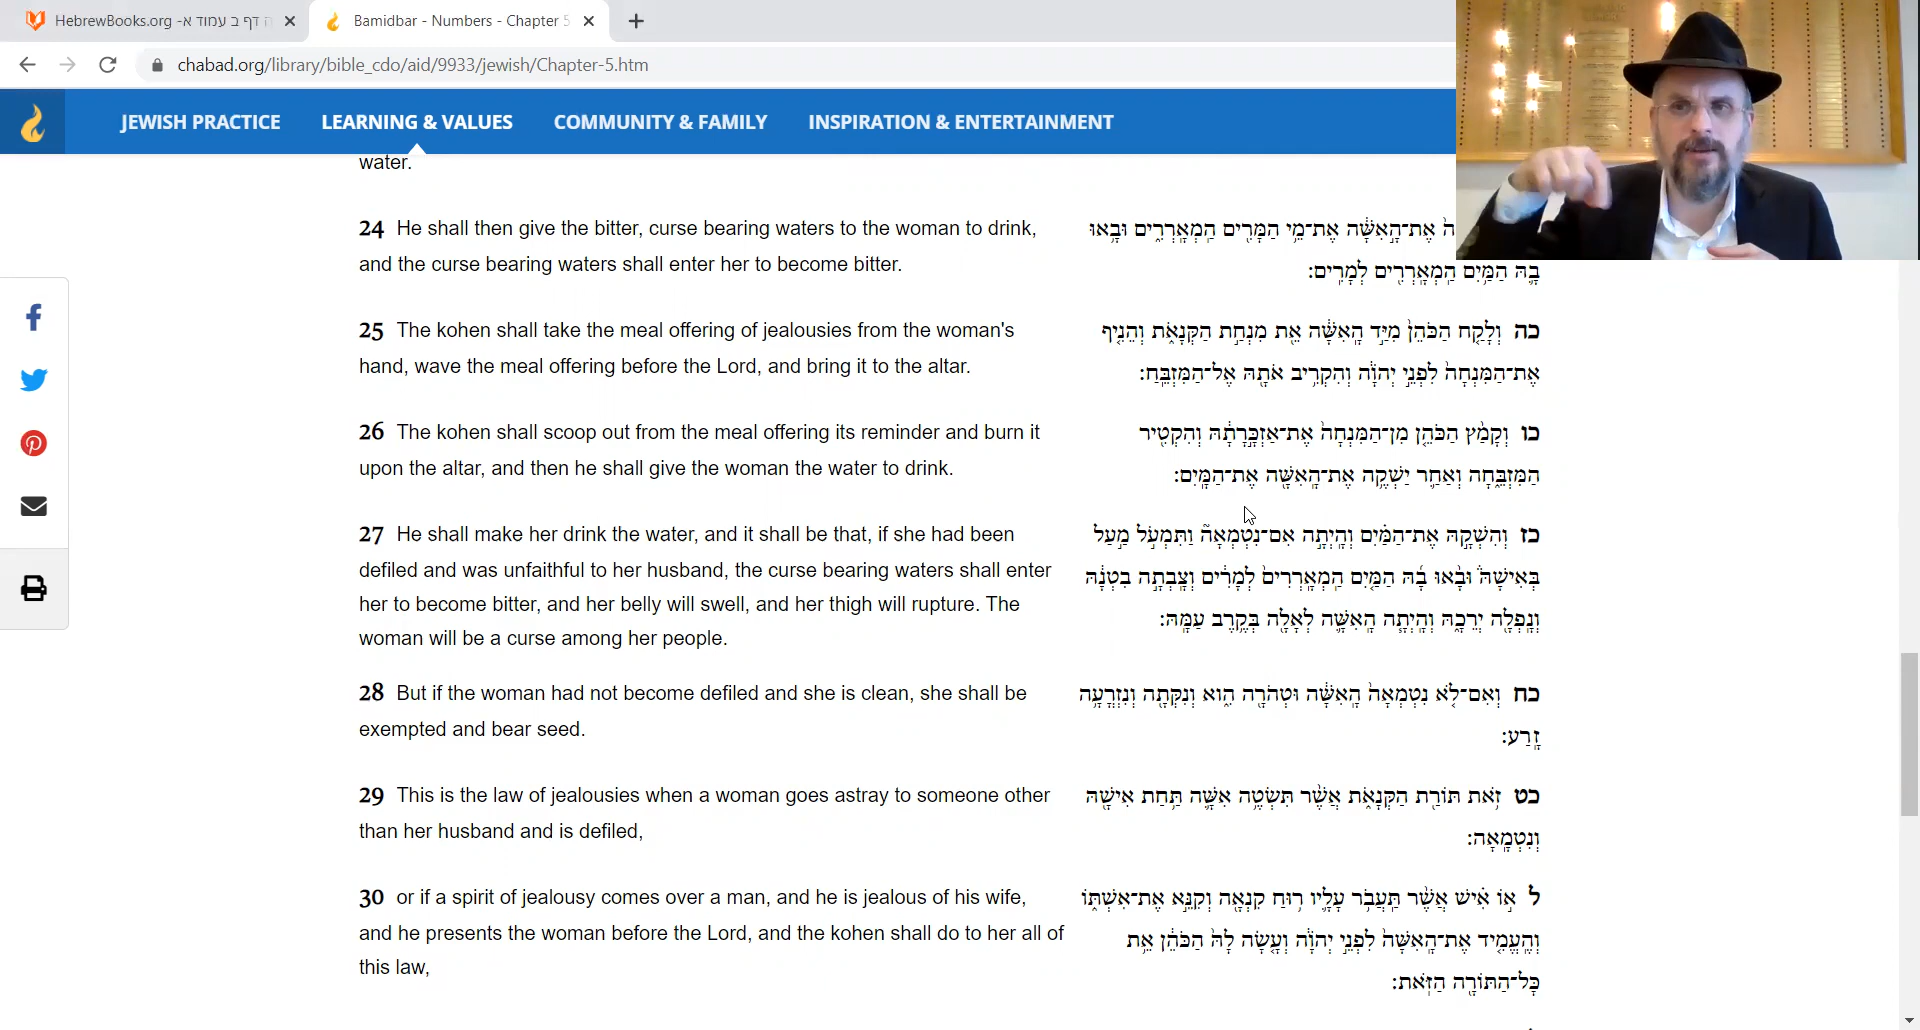 HebrewBooks.org -דף ב עמוד א
Bamidbar - Numbers - Chapter 5
chabad.org/library/bible_cdo/aid/9933/jewish/Chapter-5.htm
JEWISH PRACTICE
LEARNING & VALUES
COMMUNITY & FAMILY
INSPIRATION & ENTERTAINMENT
water.
24 He shall then give the bitter, curse bearing waters to the woman to drink,
and the curse bearing waters shall enter her to become bitter.
אֶת־הָ֣אִשָּׁ֔ה אֶת־מֵ֥י הַמָּרִ֖ים הַמְאָֽרְרִ֑ים וּבָ֥אוּ
בָ֛הּ הַמַּ֥יִם הַמְאָֽרְרִ֖ים לְמָרִֽים:
25 The kohen shall take the meal offering of jealousies from the woman's
hand, wave the meal offering before the Lord, and bring it to the altar.
כה וְלָקַ֤ח הַכֹּהֵן֙ מִיַּ֣ד הָֽאִשָּׁ֔ה אֵ֖ת מִנְחַ֣ת הַקְּנָאֹ֑ת וְהֵנִ֤יף
אֶת־הַמִּנְחָה֙ לִפְנֵ֣י יְהֹוָ֔ה וְהִקְרִ֥יב אֹתָ֖הּ אֶל־הַמִּזְבֵּֽחַ:
26 The kohen shall scoop out from the meal offering its reminder and burn it
upon the altar, and then he shall give the woman the water to drink.
כו וְקָמַ֨ץ הַכֹּהֵ֤ן מִן־הַמִּנְחָה֙ אֶת־אַזְכָּ֣רָתָ֔הּ וְהִקְטִ֖יר
הַמִּזְבֵּ֑חָה וְאַחַ֛ר יַשְׁקֶ֥ה אֶת־הָֽאִשָּׁ֖ה אֶת־הַמָּֽיִם:
27 He shall make her drink the water, and it shall be that, if she had been
defiled and was unfaithful to her husband, the curse bearing waters shall enter
her to become bitter, and her belly will swell, and her thigh will rupture. The
woman will be a curse among her people.
כז וְהִשְׁקָ֣הּ אֶת־הַמַּ֗יִם וְהָֽיְתָ֣ה אִם־נִטְמְאָה֘ וַתִּמְעֹ֣ל מַ֣עַל
בְּאִישָׁהּ֒ וּבָ֨אוּ בָ֜הּ הַמַּ֤יִם הַמְאָֽרְרִים֙ לְמָרִ֔ים וְצָבְתָ֣ה בִטְנָ֔הּ
וְנָֽפְלָ֖ה יְרֵכָ֑הּ וְהָֽיְתָ֧ה הָֽאִשָּׁ֛ה לְאָלָ֖ה בְּקֶ֥רֶב עַמָּֽהּ:
28 But if the woman had not become defiled and she is clean, she shall be
exempted and bear seed.
כח וְאִם־לֹ֤א נִטְמְאָה֙ הָֽאִשָּׁ֔ה וּטְהֹרָ֖ה הִ֑וא וְנִקְּתָ֖ה וְנִזְרְעָ֥ה
זָֽרַע:
29 This is the law of jealousies when a woman goes astray to someone other
than her husband and is defiled,
כט זֹ֥את תּוֹרַ֖ת הַקְּנָאֹ֑ת אֲשֶׁ֨ר תִּשְׂטֶ֥ה אִשָּׁ֛ה תַּ֥חַת אִישָׁ֖הּ
וְנִטְמָֽאָה:
30 or if a spirit of jealousy comes over a man, and he is jealous of his wife,
and he presents the woman before the Lord, and the kohen shall do to her all of
this law,
ל א֣וֹ אִ֗ישׁ אֲשֶׁ֨ר תַּֽעֲבֹ֥ר עָלָ֛יו ר֥וּחַ קִנְאָ֖ה וְקִנֵּ֣א אֶת־אִשְׁתּ֑וֹ
וְהֶֽעֱמִ֤יד אֶת־הָֽאִשָּׁה֙ לִפְנֵ֣י יְהֹוָ֔ה וְעָ֤שָׂה לָהּ֙ הַכֹּהֵ֔ן אֵ֥ת
כָּל־הַתּוֹרָ֖ה הַזֹּֽאת: